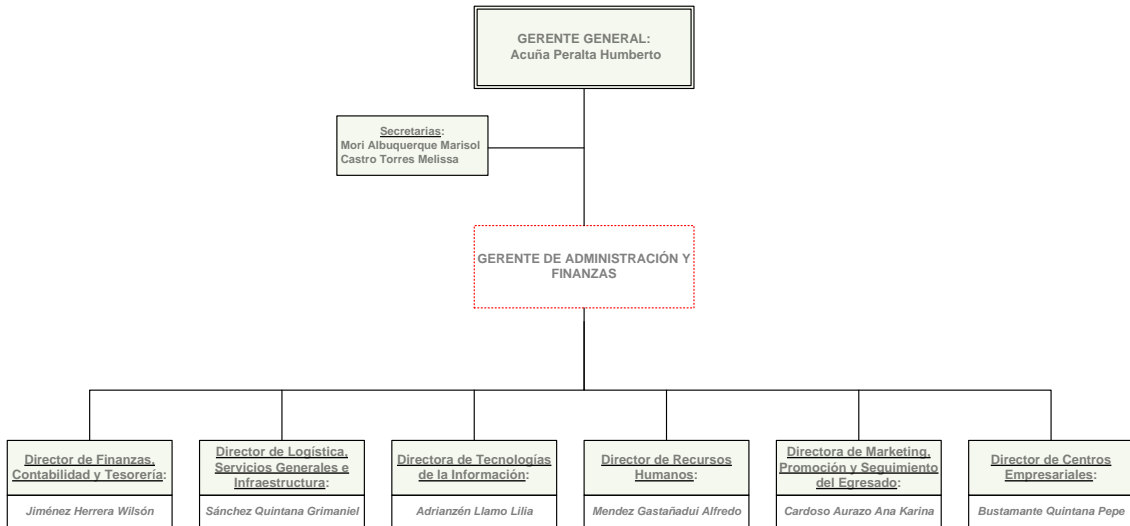 GERENTE GENERAL:
Acuña Peralta Humberto
Secretarias:
Mori Albuquerque Marisol
Castro Torres Melissa
GERENTE DE ADMINISTRACIÓN Y
FINANZAS
Director de Finanzas,
Contabilidad y Tesorería:
Jiménez Herrera Wilsón
Director de Logística,
Servicios Generales e
Infraestructura:
Sánchez Quintana Grimaniel
Directora de Tecnologías
de la Información:
Adrianzén Llamo Lilia
Director de Recursos
Humanos:
Mendez Gastañadui Alfredo
Directora de Marketing,
Promoción y Seguimiento
del Egresado:
Cardoso Aurazo Ana Karina
Director de Centros
Empresariales:
Bustamante Quintana Pepe